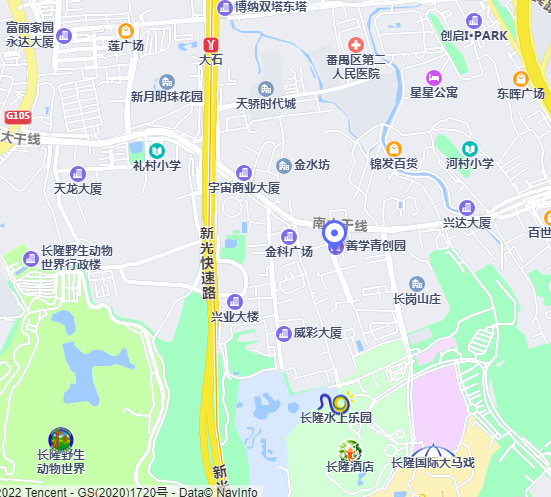 博纳双塔东塔
富丽家园
永达大厦
莲广场
大石
创启I·PARK
番禺区第二
人民医院
星星公寓
东晖广场
新月明珠花园
天骄时代城
G105
大干线
礼村小学
金水坊
锦发百货
河村小学
天龙大厦
宇宙商业大厦
兴达大厦
南大干线
百世
新光快速路
金科广场
善学青创园
长隆野生动物
世界行政楼
长岗山庄
兴业大楼
威彩大厦
长隆水上乐园
长隆野生
动物世界
长隆酒店
长隆国际大马戏
新光
2022 Tencent - GS(2020)1720号 - Data© NavInfo